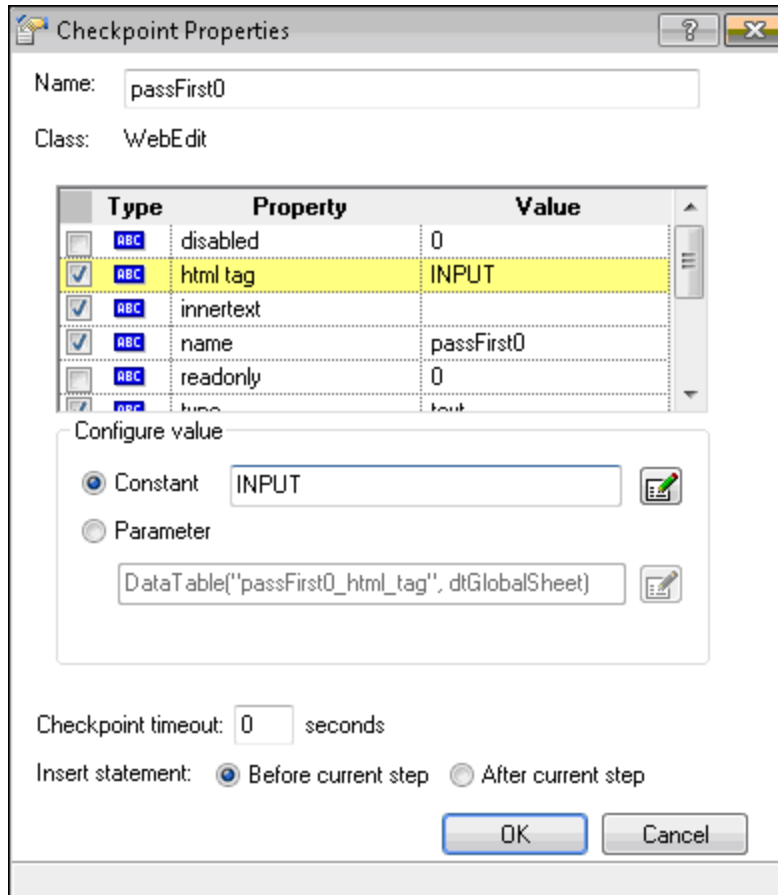 Checkpoint Properties
Name: passFirst0
Class: WebEdit
Type Property Value
ABC disabled 0
ABC html tag INPUT
ABC innertext
ABC name passFirst0
ABC readonly 0
Configure value
Constant INPUT
Parameter
DataTable("passFirst0_html_tag", dtGlobalSheet)
Checkpoint timeout: 0 seconds
Insert statement: Before current step After current step
OK Cancel